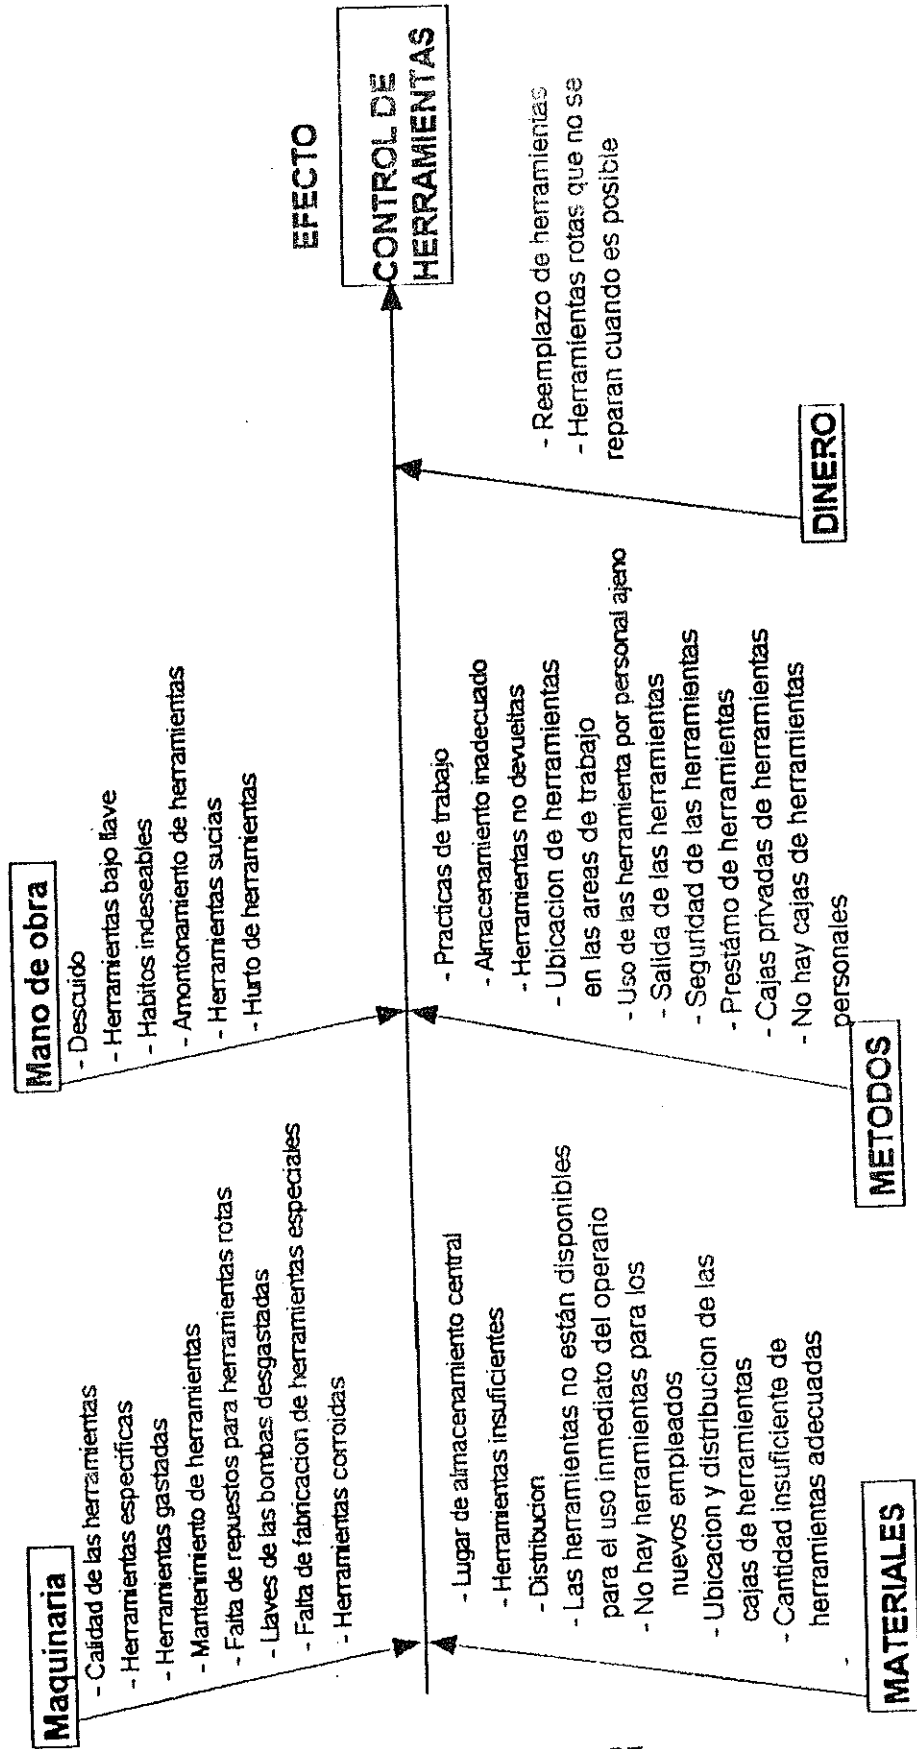 Maquinaria
- Calidad de las herramientas
- Herramientas especificas
- Herramientas gastadas
- Mantenimiento de herramientas
- Falta de repuestos para herramientas rotas
- Llaves de las bombas desgastadas
- Falta de fabricacion de herramientas especiales
- Herramientas corroidas
Mano de obra
- Descuido
- Herramientas bajo llave
- Habitos indeseables
- Amontonamiento de herramientas
- Herramientas sucias
- Hurto de herramientas
EFECTO
CONTROL DE
HERRAMIENTAS
- Lugar de almacenamiento central
- Herramientas insuficientes
- Distribucion
- Las herramientas no están disponibles
para el uso inmediato del operario
- No hay herramientas para los
nuevos empleados
- Ubicacion y distribucion de las
cajas de herramientas
- Cantidad insuficiente de
herramientas adecuadas
MATERIALES
- Practicas de trabajo
- Almacenamiento inadecuado
- Herramientas no devueltas
- Ubicacion de herramientas
en las areas de trabajo
- Uso de las herramienta por personal ajeno
- Salida de las herramientas
- Seguridad de las herramientas
- Prestámo de herramientas
- Cajas privadas de herramientas
- No hay cajas de herramientas
personales
METODOS
- Reemplazo de herramientas
- Herramientas rotas que no se
reparan cuando es posible
DINERO